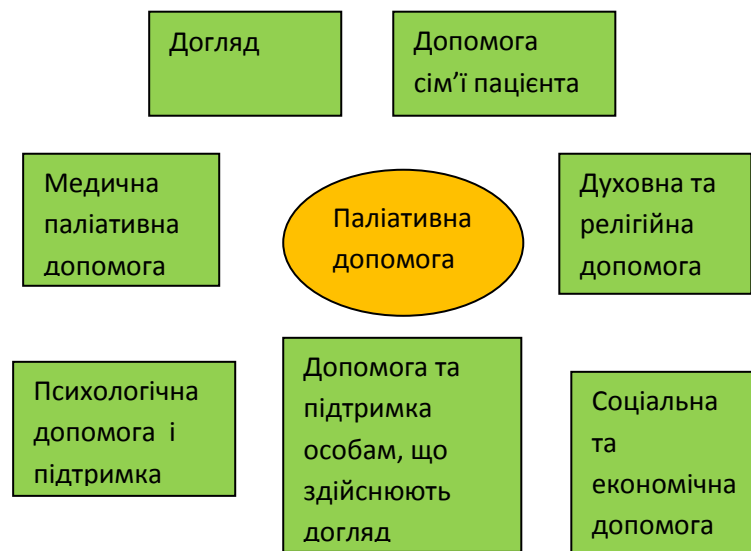 Догляд
Допомога
сім’ї пацієнта
Медична
паліативна
допомога
Паліативна
допомога
Духовна та
релігійна
допомога
Психологічна
допомога і
підтримка
Допомога та
підтримка
особам, що
здійснюють
догляд
Соціальна
та
економічна
допомога